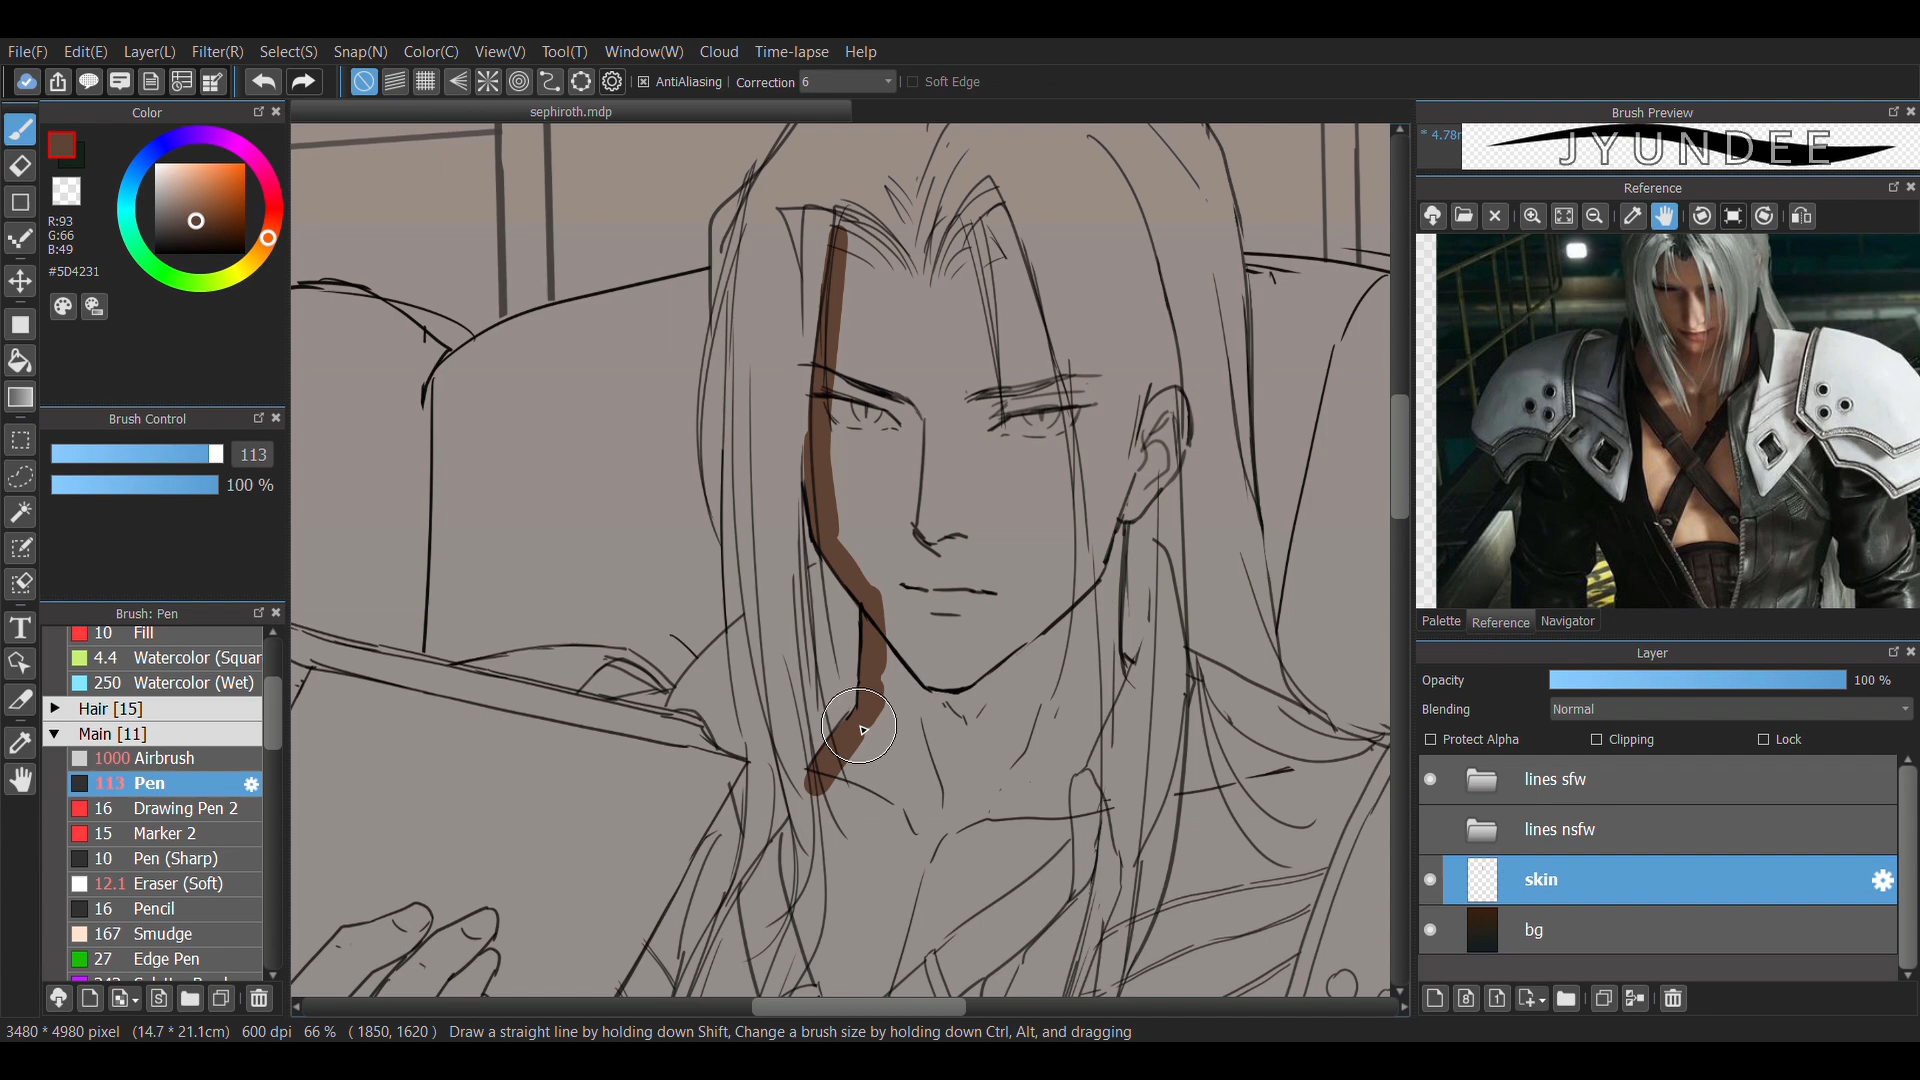 File(F) Edit(E) Layer(L) Filter(R) Select(S) Snap(N) Color(C) View(V) Tool(T) Window(W) Cloud Time-lapse Help
AntiAliasing Correction 6 Soft Edge
Color
R:93
G:66
B:49
#5D4231
Brush Control
113
100 %
Brush: Pen
10 Fill
4.4 Watercolor (Squar
250 Watercolor (Wet)
Hair [15]
Main [11]
1000 Airbrush
113 Pen
16 Drawing Pen 2
15 Marker 2
10 Pen (Sharp)
12.1 Eraser (Soft)
16 Pencil
167 Smudge
27 Edge Pen
sephiroth.mdp
Brush Preview
* 4.78m
JYUNDEE
Reference
Palette Reference Navigator
Layer
Opacity 100 %
Blending Normal
Protect Alpha Clipping Lock
lines sfw
lines nsfw
skin
bg
3480 * 4980 pixel (14.7 * 21.1cm) 600 dpi 66 % ( 1850, 1620 ) Draw a straight line by holding down Shift, Change a brush size by holding down Ctrl, Alt, and dragging